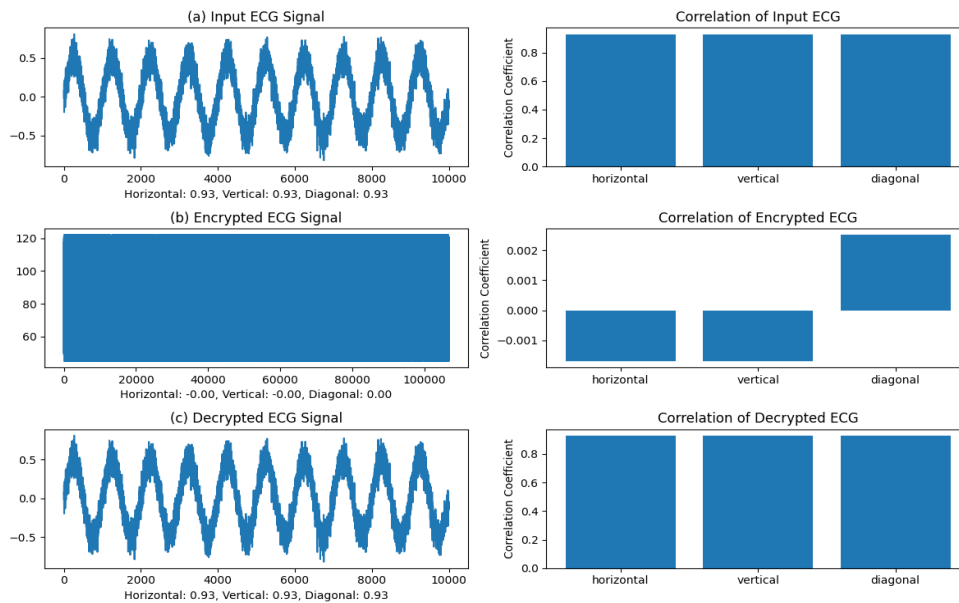 (a) Input ECG Signal
0.5
0.0
−0.5
0 2000 4000 6000 8000 10000
Horizontal: 0.93, Vertical: 0.93, Diagonal: 0.93
Correlation of Input ECG
Correlation Coefficient
0.8
0.6
0.4
0.2
0.0
horizontal vertical diagonal
(b) Encrypted ECG Signal
120
100
80
60
0 20000 40000 60000 80000 100000
Horizontal: -0.00, Vertical: -0.00, Diagonal: 0.00
Correlation of Encrypted ECG
Correlation Coefficient
0.002
0.001
0.000
−0.001
horizontal vertical diagonal
(c) Decrypted ECG Signal
0.5
0.0
−0.5
0 2000 4000 6000 8000 10000
Horizontal: 0.93, Vertical: 0.93, Diagonal: 0.93
Correlation of Decrypted ECG
Correlation Coefficient
0.8
0.6
0.4
0.2
0.0
horizontal vertical diagonal